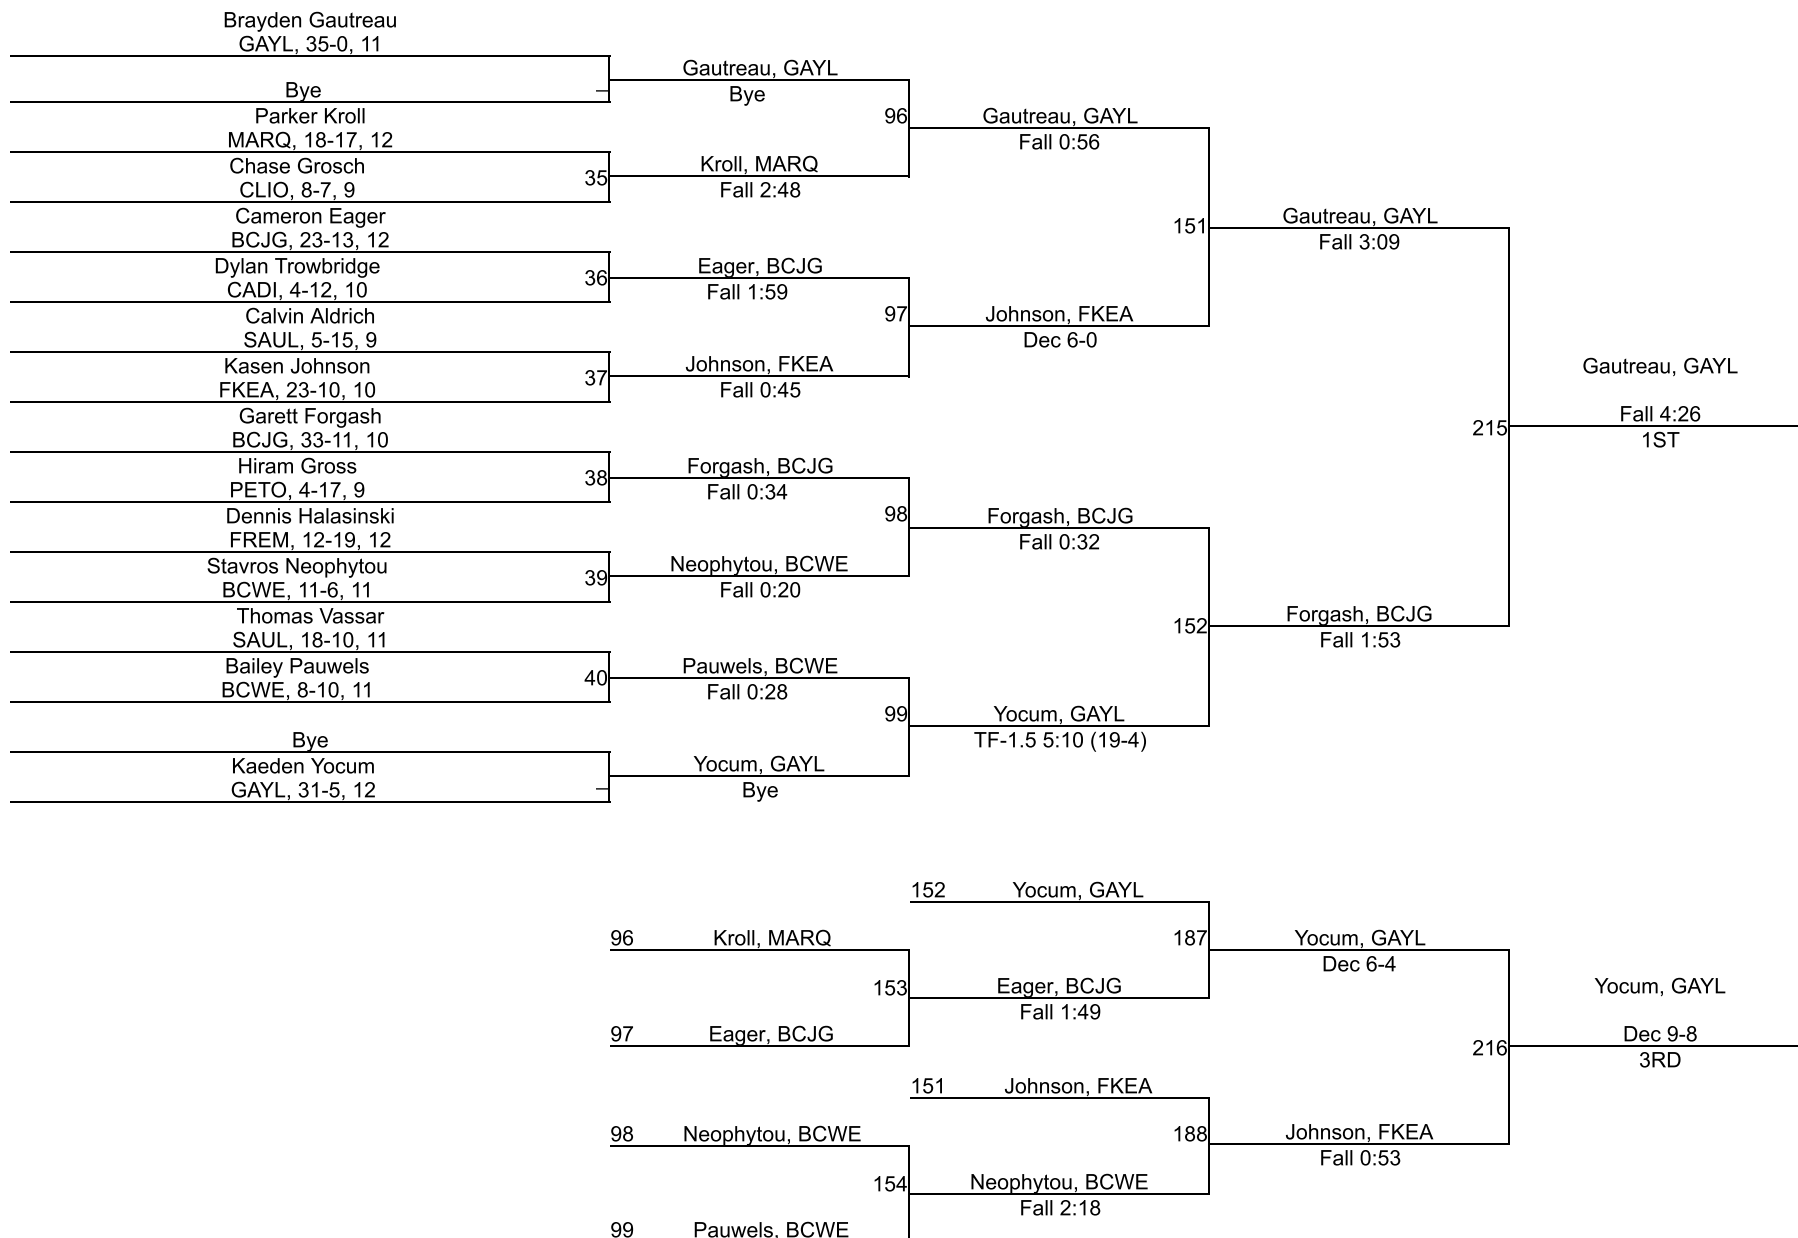 Brayden Gautreau
GAYL, 35-0, 11
Bye
Parker Kroll
MARQ, 18-17, 12
Chase Grosch
CLIO, 8-7, 9
35
Cameron Eager
BCJG, 23-13, 12
Dylan Trowbridge
CADI, 4-12, 10
36
Calvin Aldrich
SAUL, 5-15, 9
Kasen Johnson
FKEA, 23-10, 10
37
Garett Forgash
BCJG, 33-11, 10
Hiram Gross
PETO, 4-17, 9
38
Dennis Halasinski
FREM, 12-19, 12
Stavros Neophytou
BCWE, 11-6, 11
39
Thomas Vassar
SAUL, 18-10, 11
Bailey Pauwels
BCWE, 8-10, 11
40
Bye
Kaeden Yocum
GAYL, 31-5, 12
Gautreau, GAYL
Bye
96
Kroll, MARQ
Fall 2:48
Eager, BCJG
Fall 1:59
97
Johnson, FKEA
Fall 0:45
Forgash, BCJG
Fall 0:34
98
Neophytou, BCWE
Fall 0:20
Pauwels, BCWE
Fall 0:28
99
Yocum, GAYL
Bye
Gautreau, GAYL
Fall 0:56
151
Johnson, FKEA
Dec 6-0
Forgash, BCJG
Fall 0:32
152
Yocum, GAYL
TF-1.5 5:10 (19-4)
Gautreau, GAYL
Fall 3:09
215
Forgash, BCJG
Fall 1:53
Gautreau, GAYL
Fall 4:26
1ST
96 Kroll, MARQ
153
97 Eager, BCJG
98 Neophytou, BCWE
154
99 Pauwels, BCWE
152 Yocum, GAYL
187
Eager, BCJG
Fall 1:49
151 Johnson, FKEA
188
Neophytou, BCWE
Fall 2:18
Yocum, GAYL
Dec 6-4
216
Johnson, FKEA
Fall 0:53
Yocum, GAYL
Dec 9-8
3RD